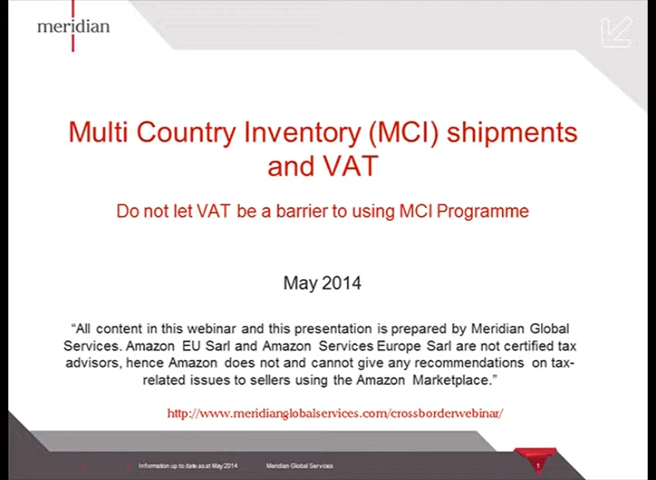 meridian
Multi Country Inventory (MCI) shipments
and VAT
Do not let VAT be a barrier to using MCI Programme
May 2014
“All content in this webinar and this presentation is prepared by Meridian Global
Services. Amazon EU Sarl and Amazon Services Europe Sarl are not certified tax
advisors, hence Amazon does not and cannot give any recommendations on tax-
related issues to sellers using the Amazon Marketplace.”
http://www.meridianglobalservices.com/crossborderwebinar/
Information up to date as at May 2014 Meridian Global Services 1